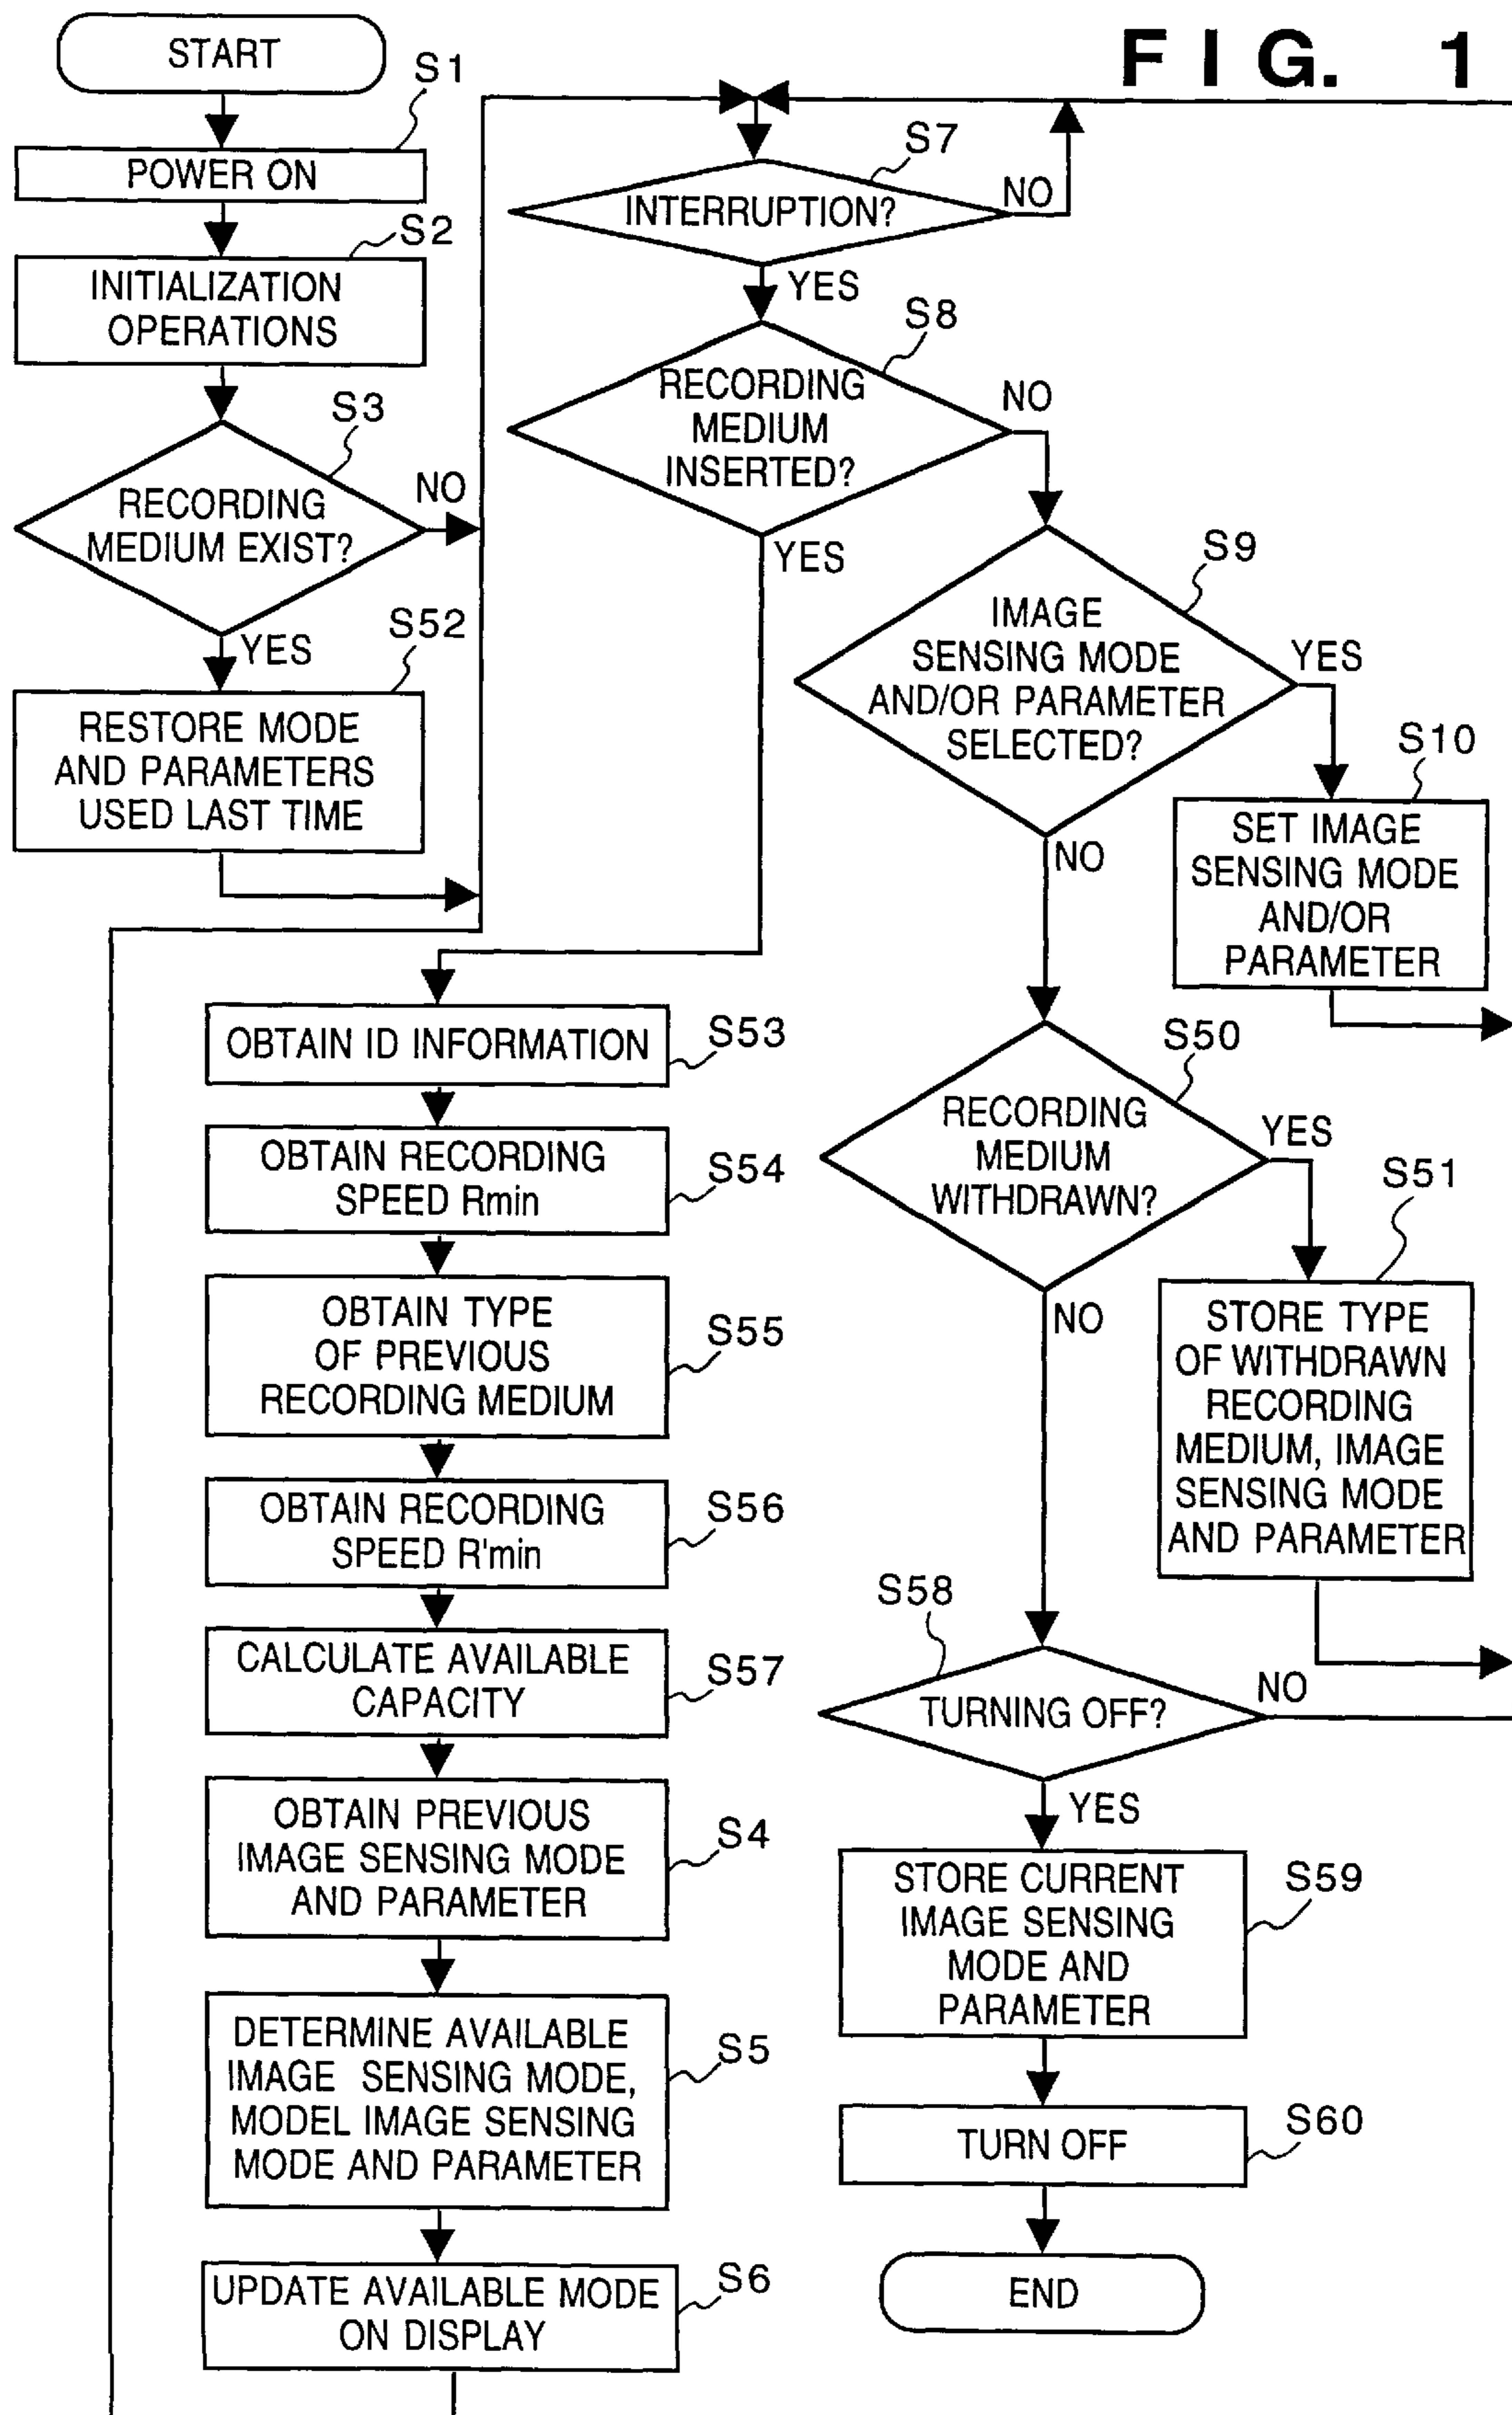 FIG. 1
START
S1
POWER ON
S2
INITIALIZATION
OPERATIONS
S3
RECORDING
MEDIUM EXIST?
NO
YES
S52
RESTORE MODE
AND PARAMETERS
USED LAST TIME
S7
INTERRUPTION?
NO
YES
S8
RECORDING
MEDIUM
INSERTED?
NO
YES
S9
IMAGE
SENSING MODE
AND/OR PARAMETER
SELECTED?
YES
NO
S10
SET IMAGE
SENSING MODE
AND/OR
PARAMETER
OBTAIN ID INFORMATION
S53
OBTAIN RECORDING
SPEED Rmin
S54
OBTAIN TYPE
OF PREVIOUS
RECORDING MEDIUM
S55
OBTAIN RECORDING
SPEED R'min
S56
CALCULATE AVAILABLE
CAPACITY
S57
OBTAIN PREVIOUS
IMAGE SENSING MODE
AND PARAMETER
S4
DETERMINE AVAILABLE
IMAGE SENSING MODE,
MODEL IMAGE SENSING
MODE AND PARAMETER
S5
UPDATE AVAILABLE MODE
ON DISPLAY
S6
S50
RECORDING
MEDIUM
WITHDRAWN?
YES
NO
S51
STORE TYPE
OF WITHDRAWN
RECORDING
MEDIUM, IMAGE
SENSING MODE
AND PARAMETER
S58
TURNING OFF?
NO
YES
STORE CURRENT
IMAGE SENSING
MODE AND
PARAMETER
S59
TURN OFF
S60
END